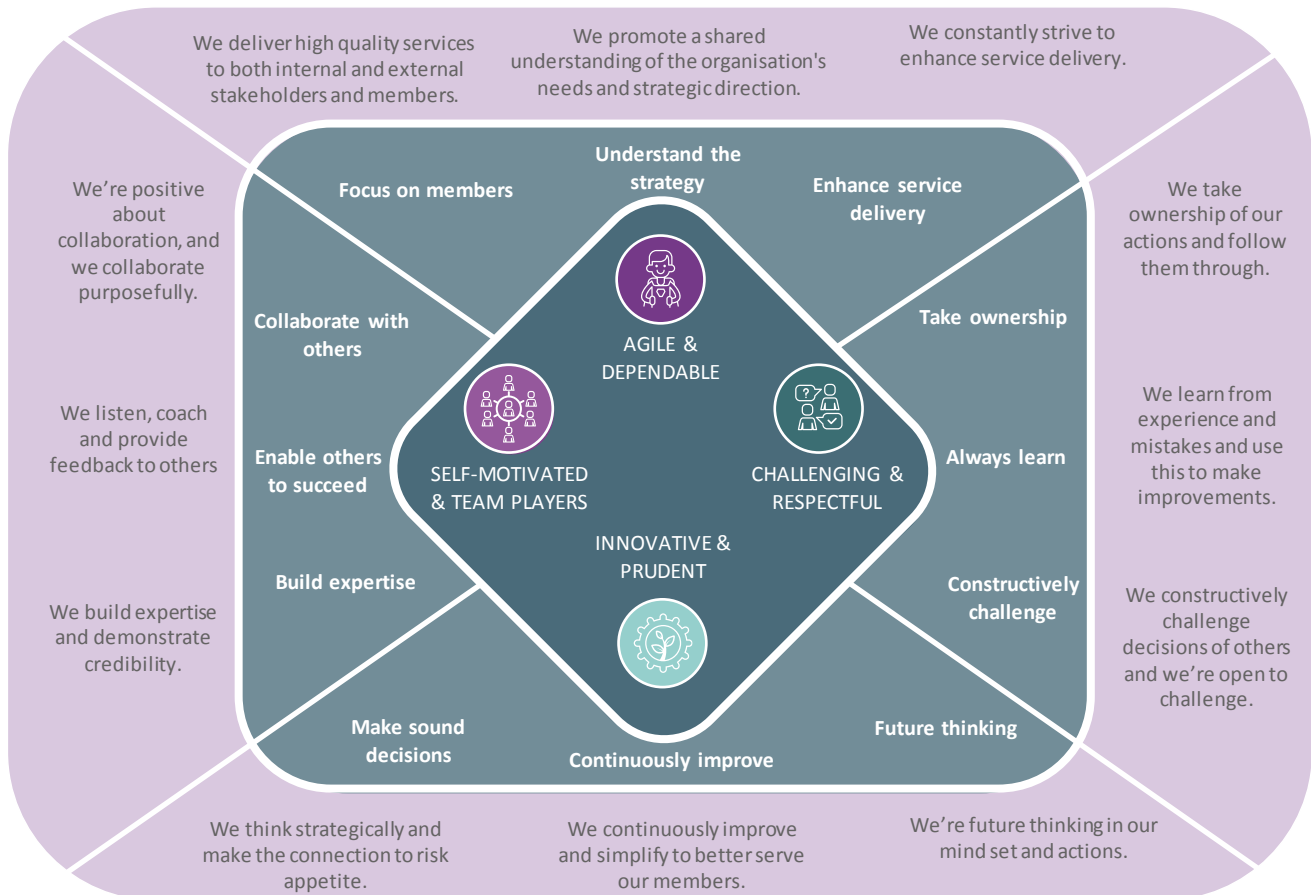 We deliver high quality services
to both internal and external
stakeholders and members.
We promote a shared
understanding of the organisation's
needs and strategic direction.
We constantly strive to
enhance service delivery.
Focus on members
Understand the
strategy
Enhance service
delivery
We're positive
about
collaboration, and
we collaborate
purposefully.
We listen, coach
and provide
feedback to others
We build expertise
and demonstrate
credibility.
Collaborate with
others
Enable others
to succeed
Build expertise
AGILE &
DEPENDABLE
SELF-MOTIVATED
& TEAM PLAYERS
CHALLENGING &
RESPECTFUL
?
INNOVATIVE &
PRUDENT
Take ownership
Always learn
Constructively
challenge
We take
ownership of our
actions and follow
them through.
We learn from
experience and
mistakes and use
this to make
improvements.
We constructively
challenge
decisions of others
and we're open to
challenge.
Make sound
decisions
Continuously improve
Future thinking
We think strategically and
make the connection to risk
appetite.
We continuously improve
and simplify to better serve
our members.
We're future thinking in our
mind set and actions.